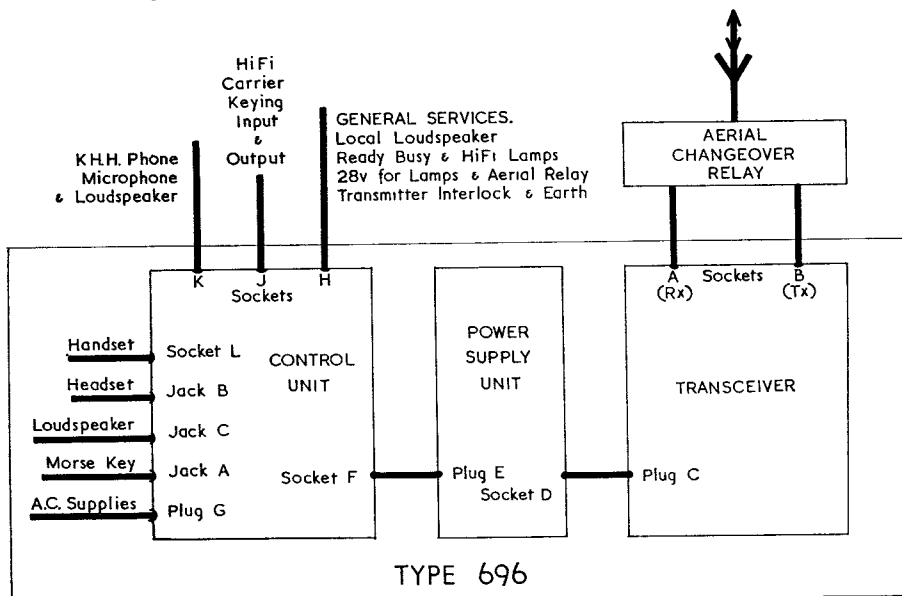 HiFi
Carrier
Keying
Input
&
Output
GENERAL SERVICES.
Local Loudspeaker
Ready Busy & HiFi Lamps
28v for Lamps & Aerial Relay
Transmitter Interlock & Earth
K.H.H. Phone
Microphone
& Loudspeaker
AERIAL
CHANGEOVER
RELAY
K J H
Sockets
A Sockets B
(Rx) (Tx)
Handset
Headset
Loudspeaker
Morse Key
A.C. Supplies
Socket L
Jack B
Jack C
Jack A
Plug G
CONTROL
UNIT
Socket F
POWER
SUPPLY
UNIT
Plug E
Socket D
TRANSCEIVER
Plug C
TYPE 696